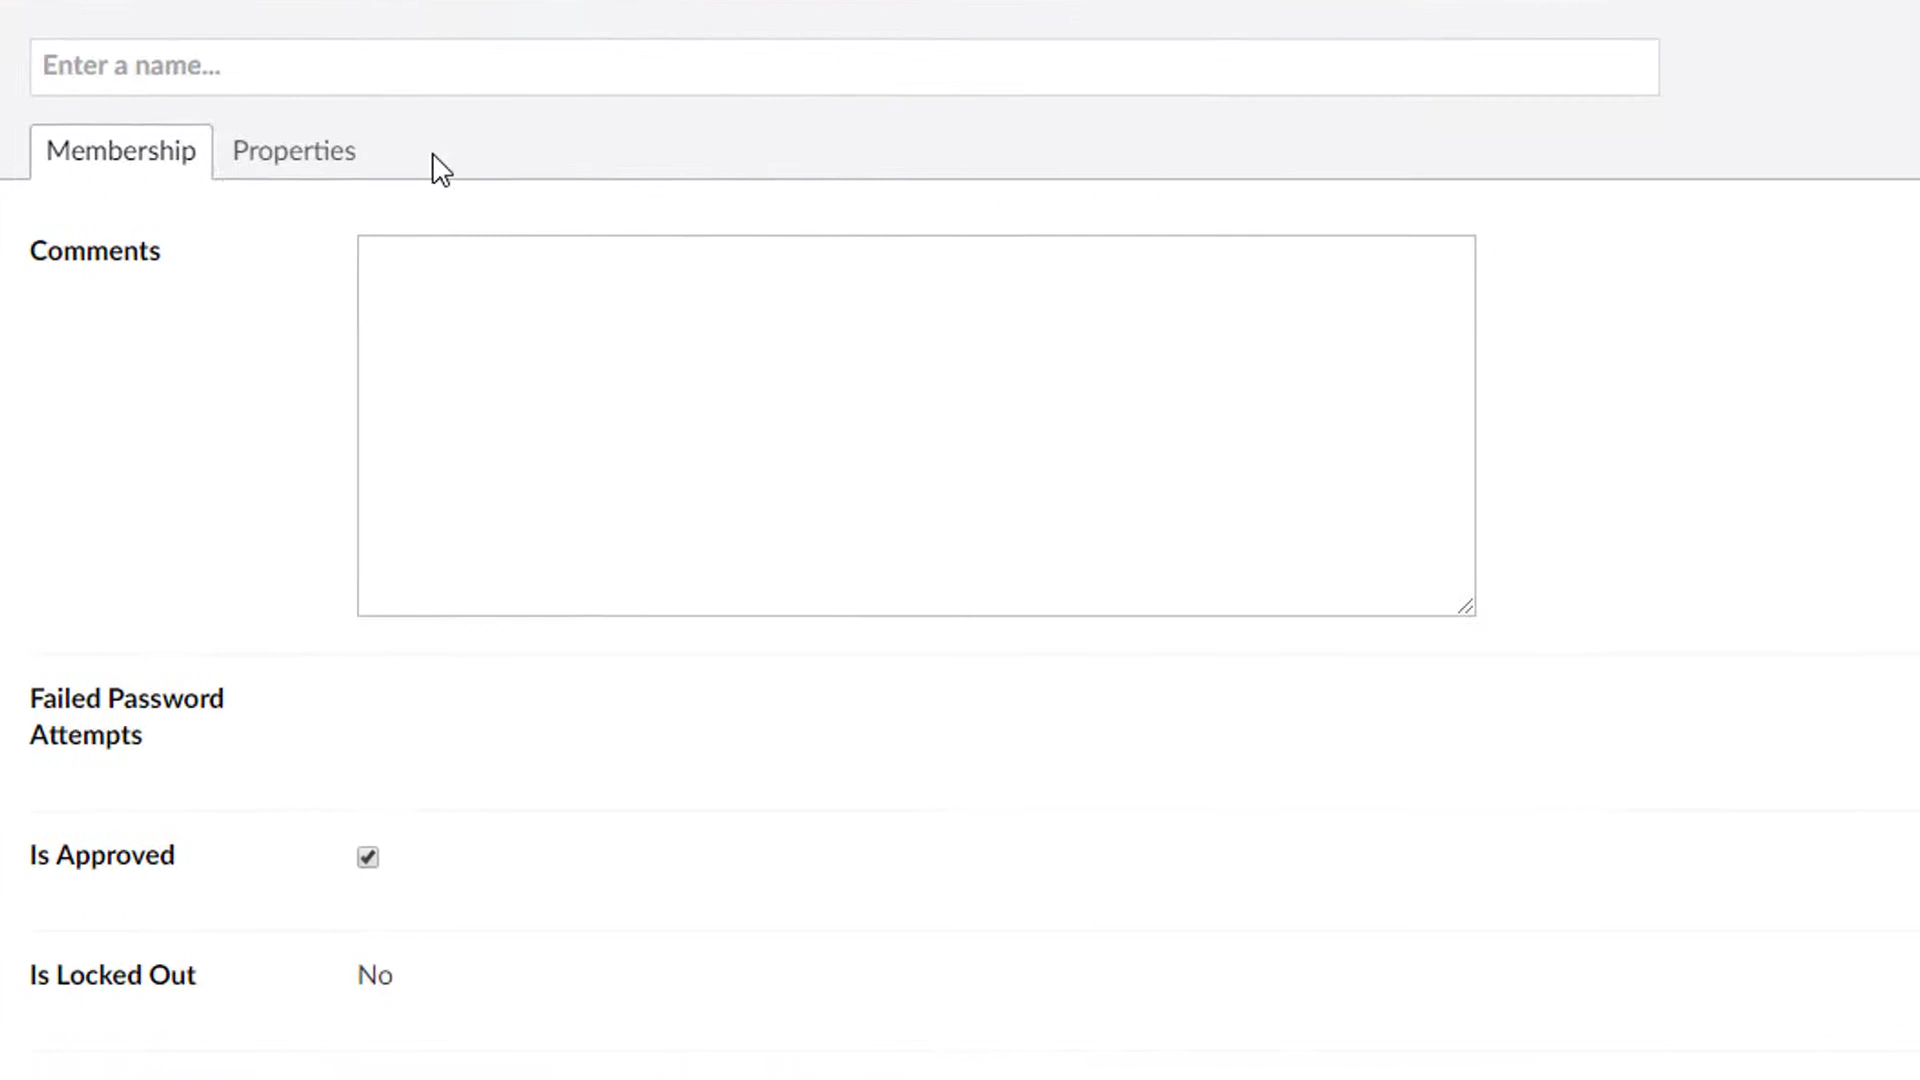 Enter a name...
Membership Properties
Comments
Failed Password
Attempts
Is Approved
Is Locked Out No